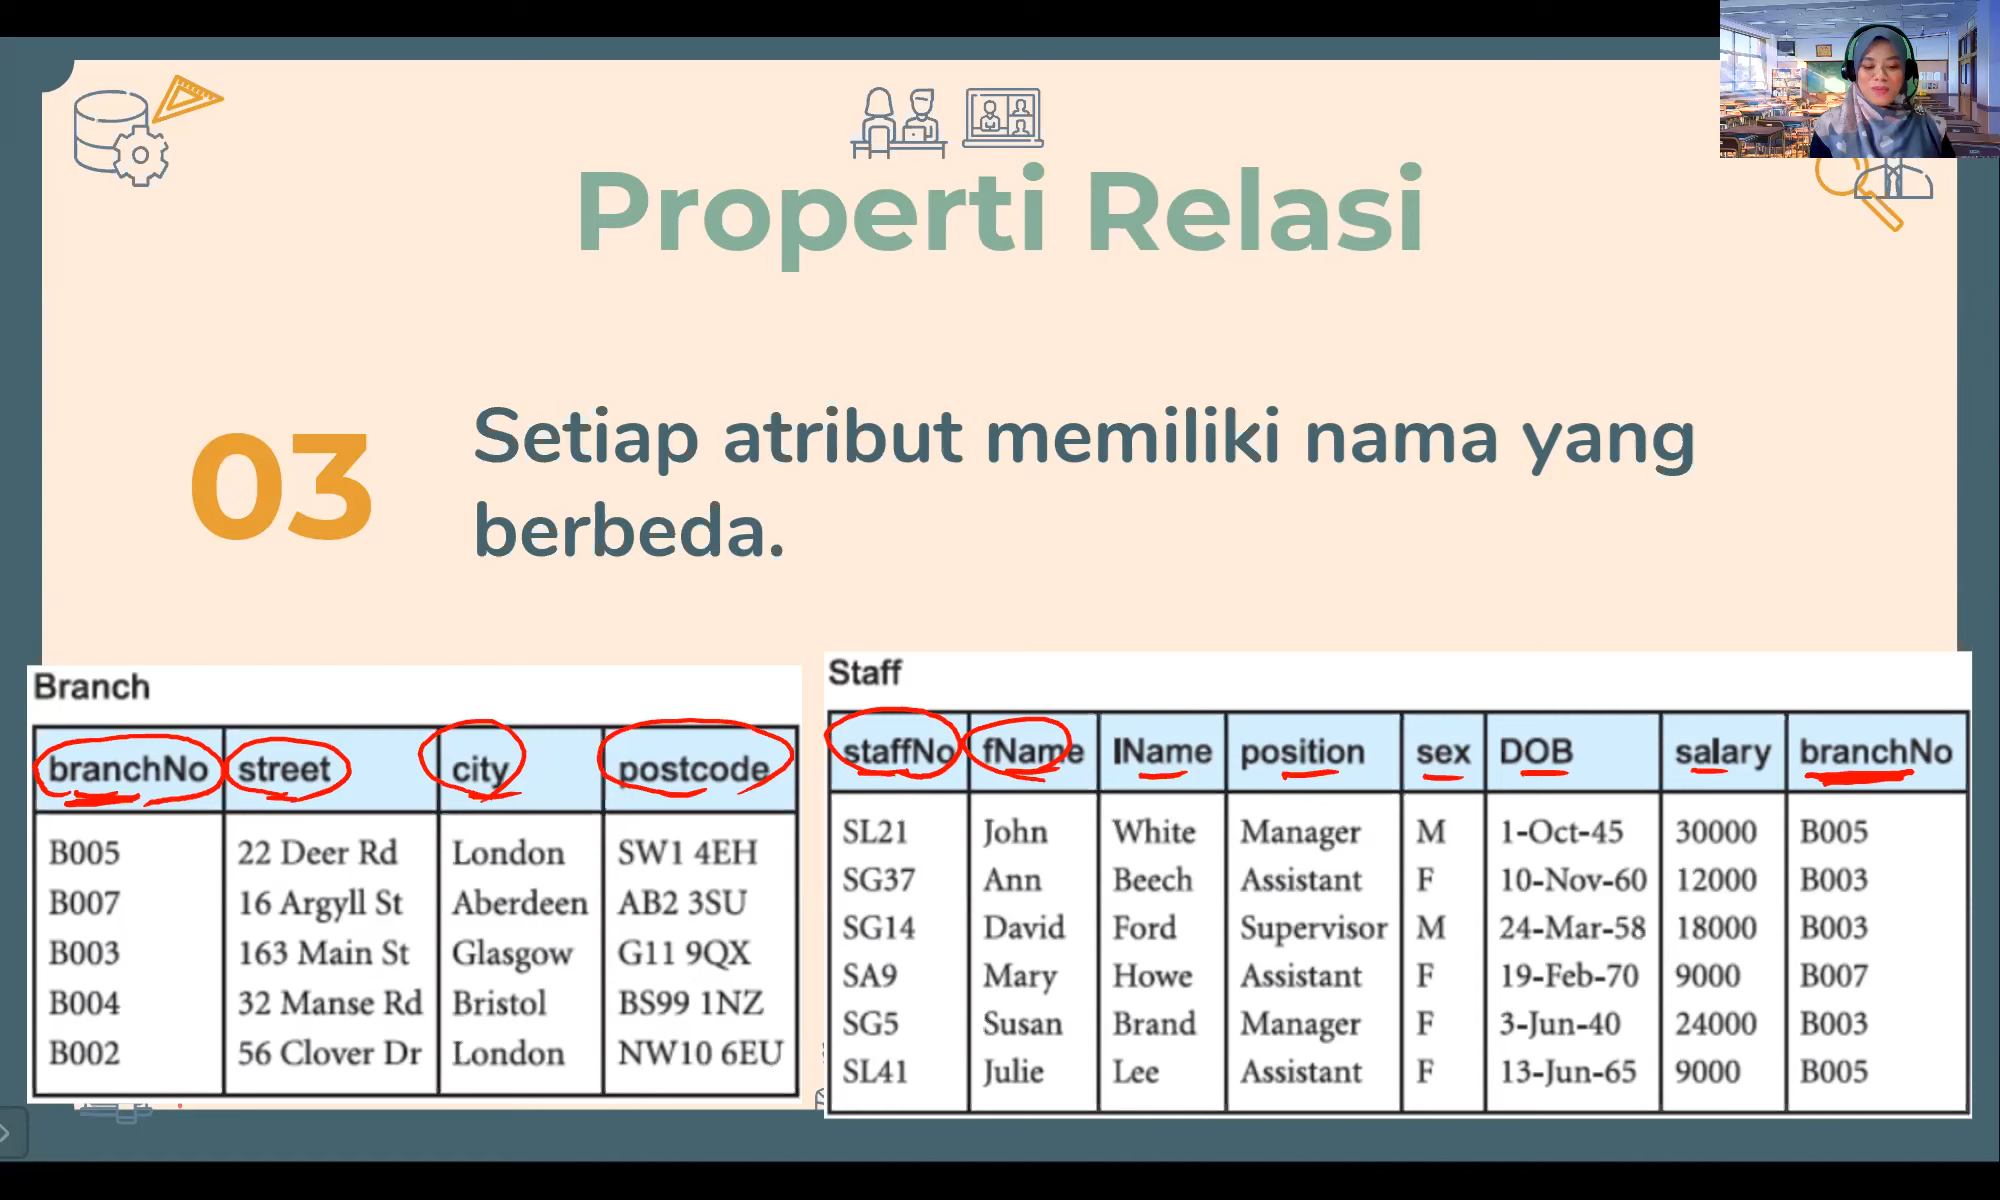 Properti Relasi
03
Setiap atribut memiliki nama yang
berbeda.
Branch
branchNo street city postcode
B005 22 Deer Rd London SW1 4EH
B007 16 Argyll St Aberdeen AB2 3SU
B003 163 Main St Glasgow G11 9QX
B004 32 Manse Rd Bristol BS99 1NZ
B002 56 Clover Dr London NW10 6EU
Staff
staffNo fName lName position sex DOB salary branchNo
SL21 John White Manager M 1-Oct-45 30000 B005
SG37 Ann Beech Assistant F 10-Nov-60 12000 B003
SG14 David Ford Supervisor M 24-Mar-58 18000 B003
SA9 Mary Howe Assistant F 19-Feb-70 9000 B007
SG5 Susan Brand Manager F 3-Jun-40 24000 B003
SL41 Julie Lee Assistant F 13-Jun-65 9000 B005